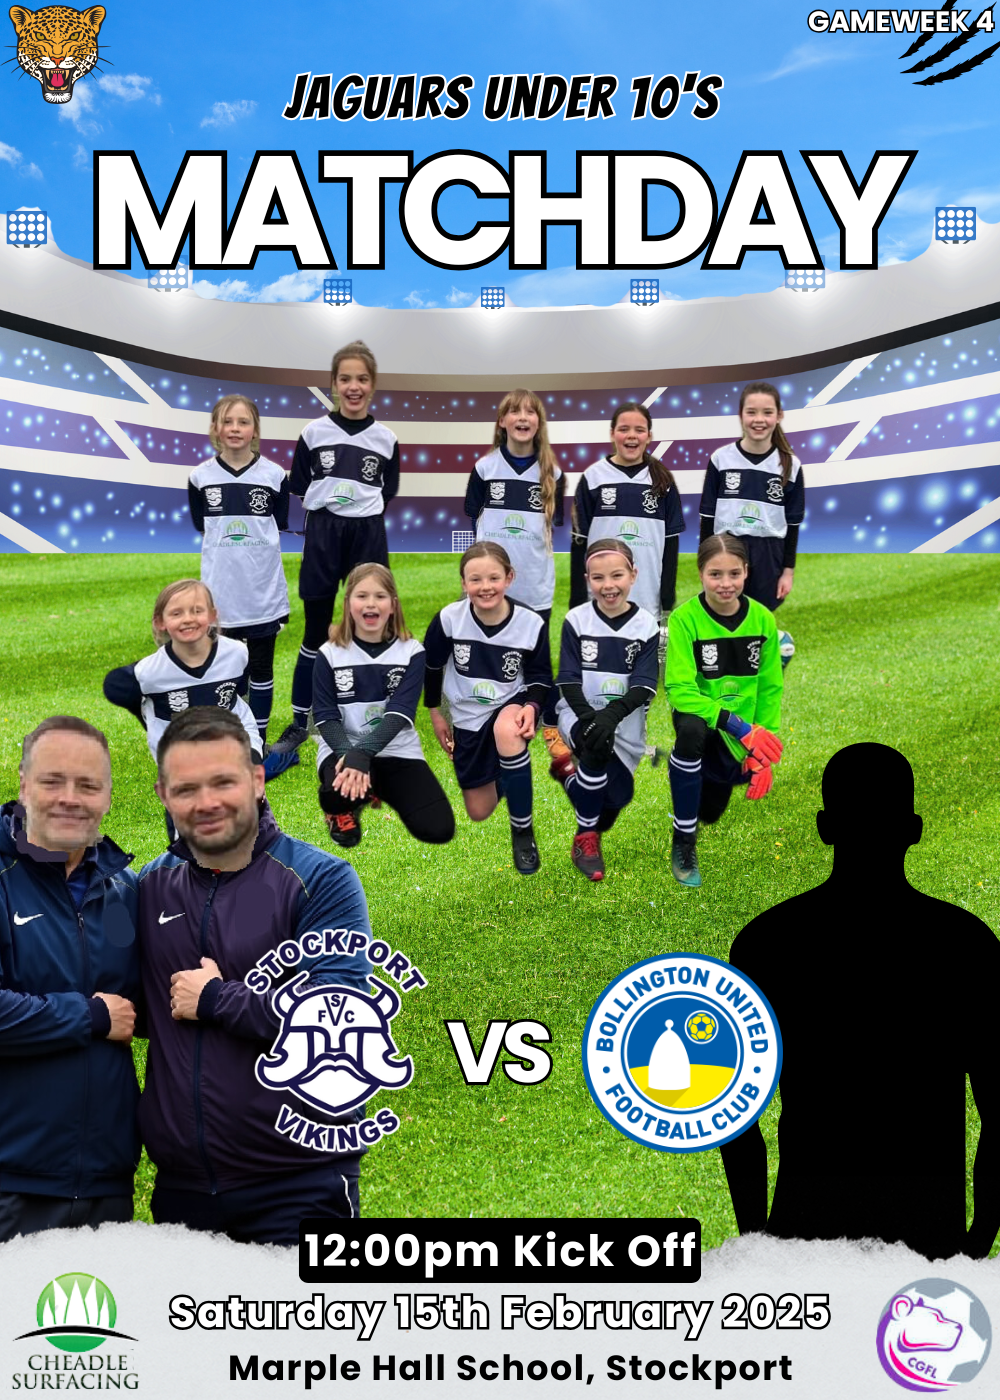 GAMEWEEK 4
JAGUARS UNDER 10'S
MATCHDAY
STOCKPORT
SFVC
VIKINGS
VS
BOLLINGTON UNITED
FOOTBALL CLUB
12:00pm Kick Off
Saturday 15th February 2025
Marple Hall School, Stockport
CHEADLE
SURFACING
CGFL